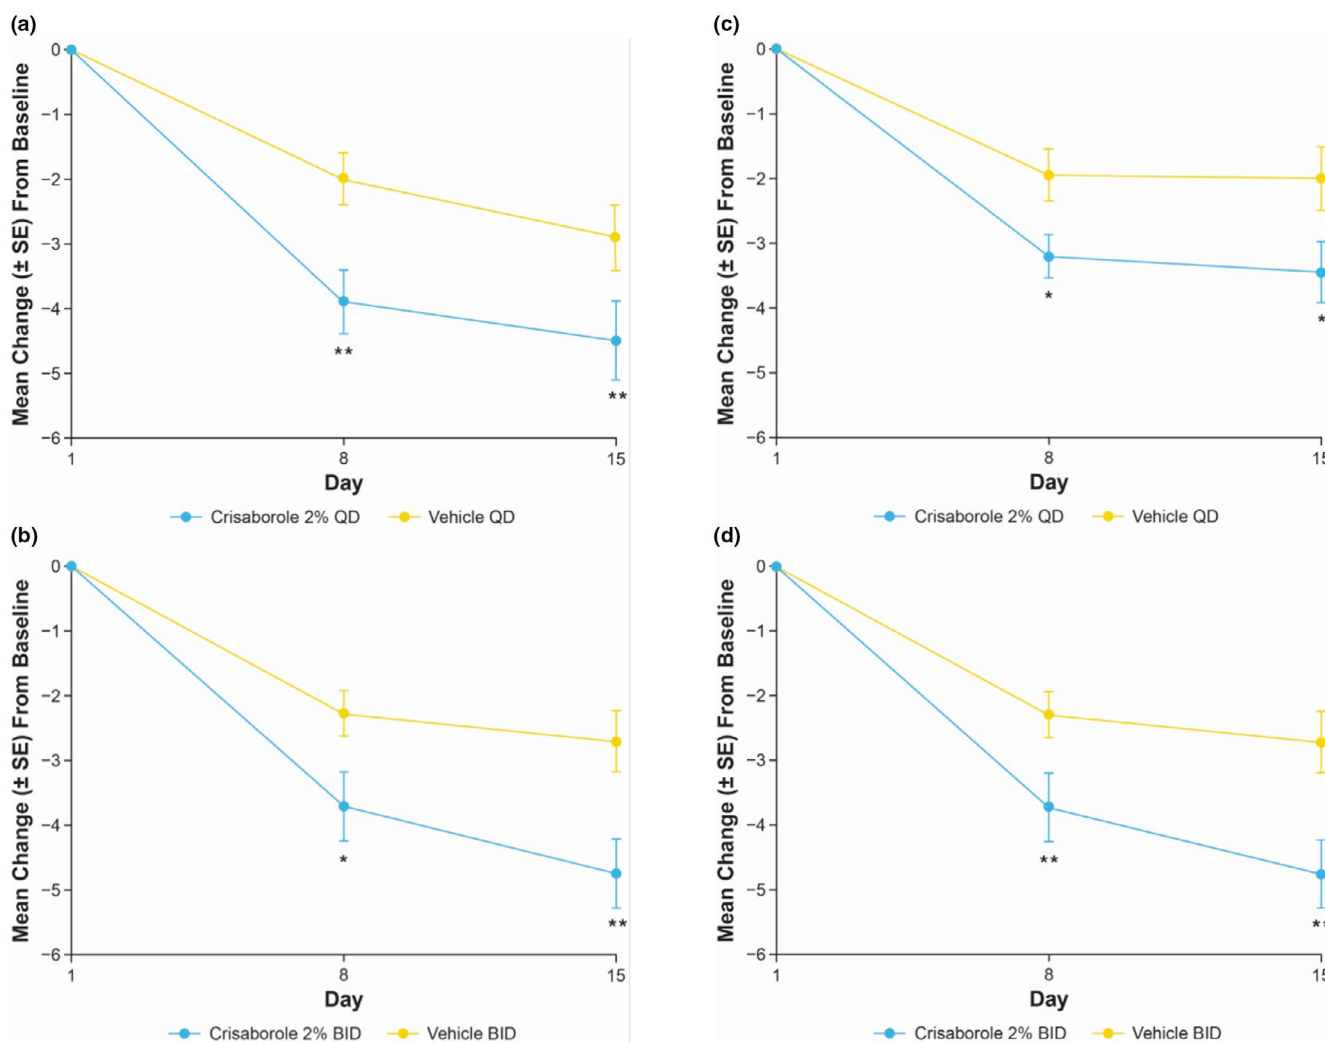 (a)
Mean Change (± SE) From Baseline
0
−1
−2
−3
−4
−5
−6
**
**
1
8
15
Day
Crisaborole 2% QD
Vehicle QD
(c)
Mean Change (± SE) From Baseline
0
−1
−2
−3
−4
−5
−6
*
*
1
8
15
Day
Crisaborole 2% QD
Vehicle QD
(b)
Mean Change (± SE) From Baseline
0
−1
−2
−3
−4
−5
−6
*
**
1
8
15
Day
Crisaborole 2% BID
Vehicle BID
(d)
Mean Change (± SE) From Baseline
0
−1
−2
−3
−4
−5
−6
**
**
1
8
15
Day
Crisaborole 2% BID
Vehicle BID